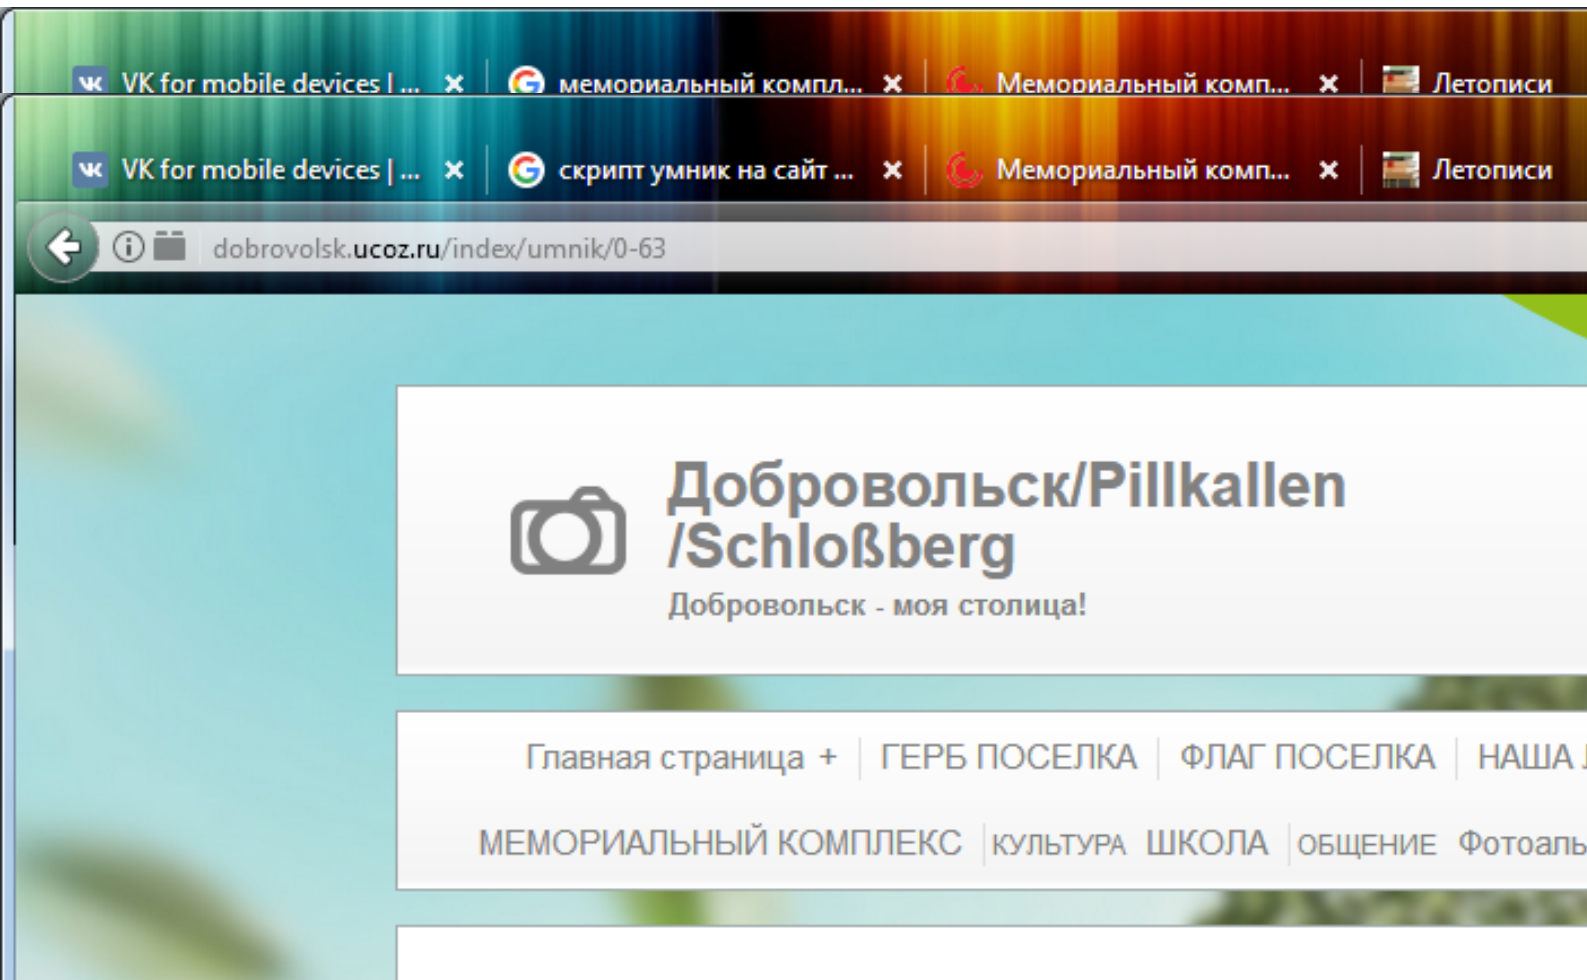 VK for mobile devices | ... мемориальный компл... Мемориальный комп... Летописи
VK for mobile devices | ... скрипт умник на сайт ... Мемориальный комп... Летописи
dobrovolsk.ucoz.ru/index/umnik/0-63
Добровольск/Pillkallen
/Schloßberg
Добровольск - моя столица!
Главная страница + ГЕРБ ПОСЕЛКА ФЛАГ ПОСЕЛКА НАША
МЕМОРИАЛЬНЫЙ КОМПЛЕКС КУЛЬТУРА ШКОЛА ОБЩЕНИЕ Фотоаль